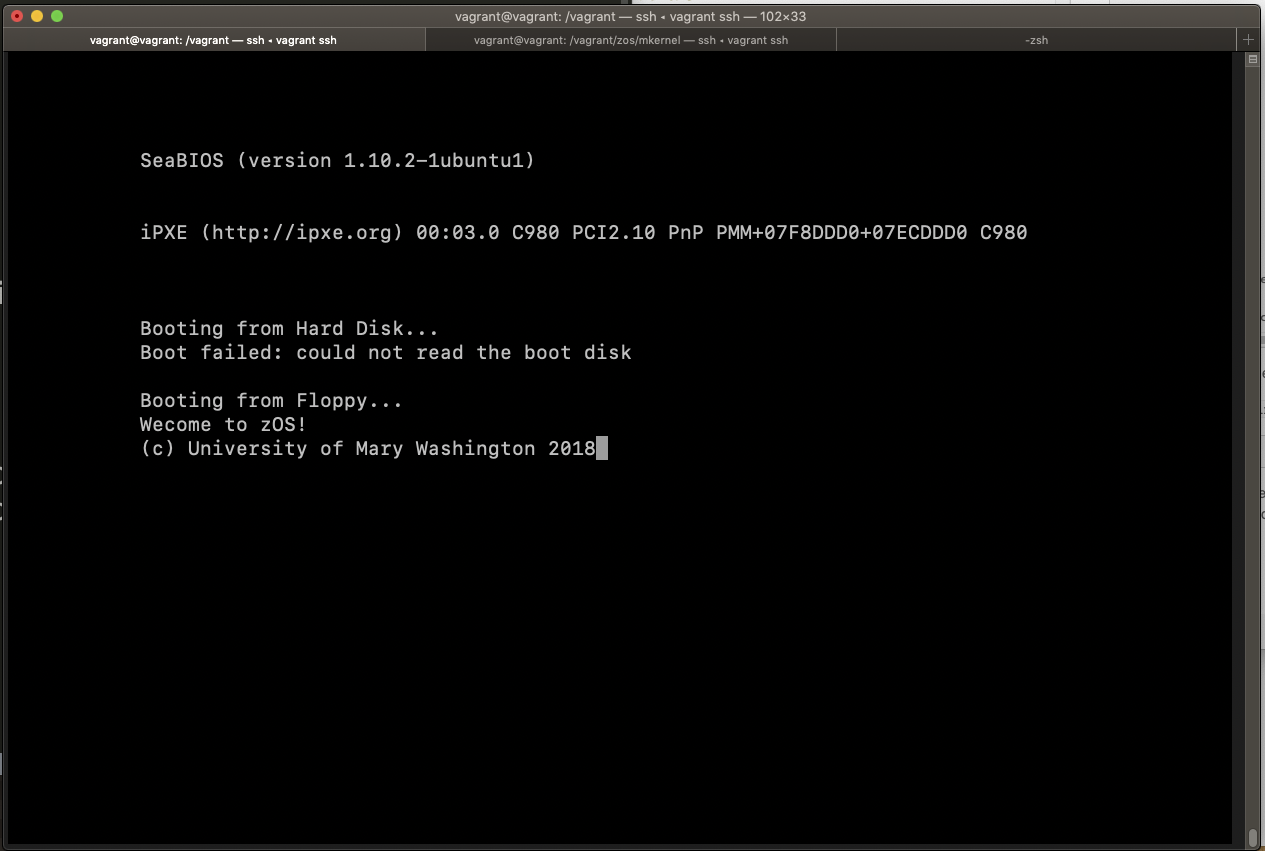 vagrant@vagrant: /vagrant — ssh ◂ vagrant ssh — 102×33
vagrant@vagrant: /vagrant — ssh ◂ vagrant ssh
vagrant@vagrant: /vagrant/zos/mkernel — ssh ◂ vagrant ssh
-zsh
SeaBIOS (version 1.10.2-1ubuntu1)
iPXE (http://ipxe.org) 00:03.0 C980 PCI2.10 PnP PMM+07F8DDD0+07ECDDD0 C980
Booting from Hard Disk...
Boot failed: could not read the boot disk
Booting from Floppy...
Wecome to zOS!
(c) University of Mary Washington 2018